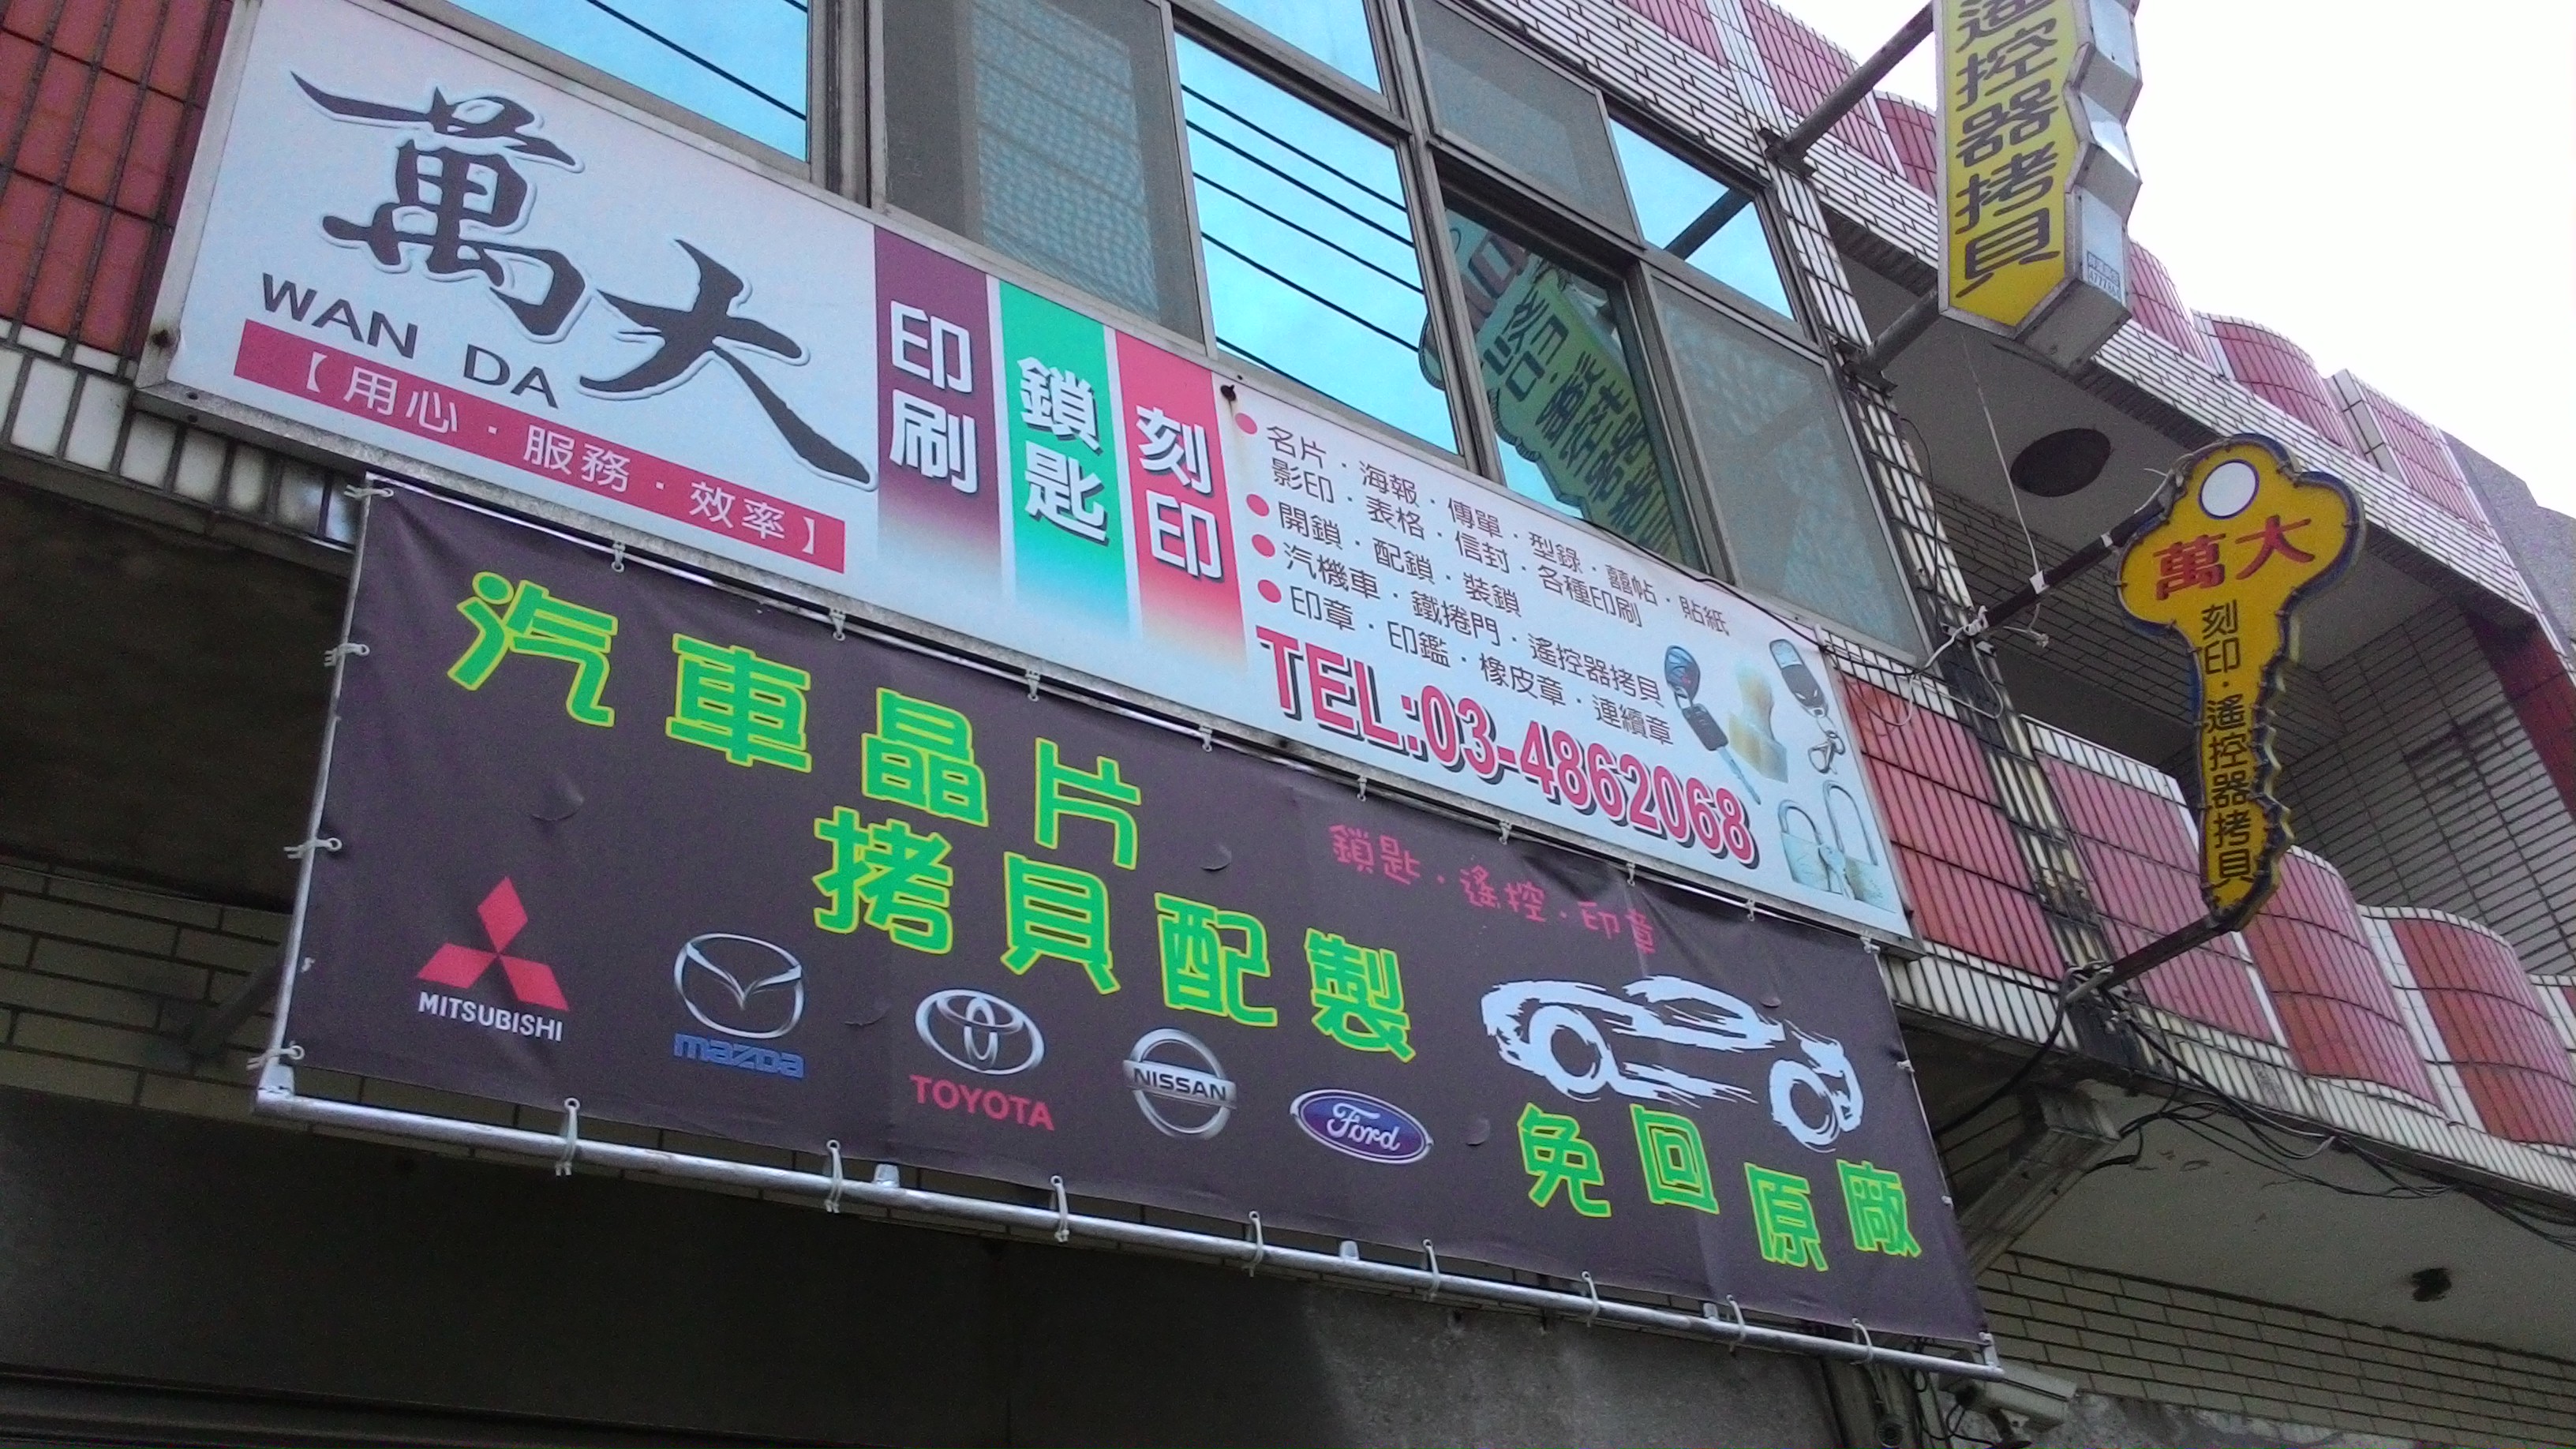 萬大
WAN DA
【用心·服務·效率】
印刷
鎖匙
刻印
名片·海報·傳單·型錄·囍帖·貼紙
影印·表格·信封·各種印刷
開鎖·配鎖·裝鎖
汽機車·鐵捲門·遙控器拷貝
印章·印鑑·橡皮章·連續章
TEL:03-4862068
汽車晶片
拷貝配製
鎖匙·遙控·印章
MITSUBISHI
mazDa
TOYOTA
NISSAN
Ford
免回原廠
遙控器拷貝
萬大
刻印·遙控器拷貝